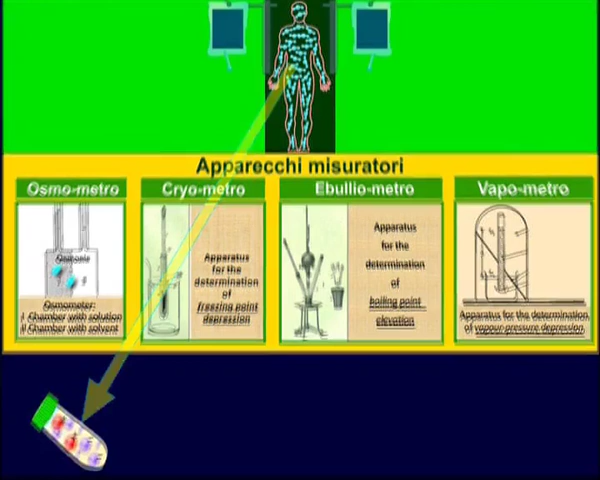 Apparecchi misuratori
Osmo-metro
Cryo-metro
Ebullio-metro
Vapo-metro
Osmosis
Osmometer:
I Chamber with solution
II Chamber with solvent
Apparatus
for the
determination
of
freezing point
depression
Apparatus
for the
determination
of
boiling point
elevation
Apparatus for the determination
of vapour pressure depression